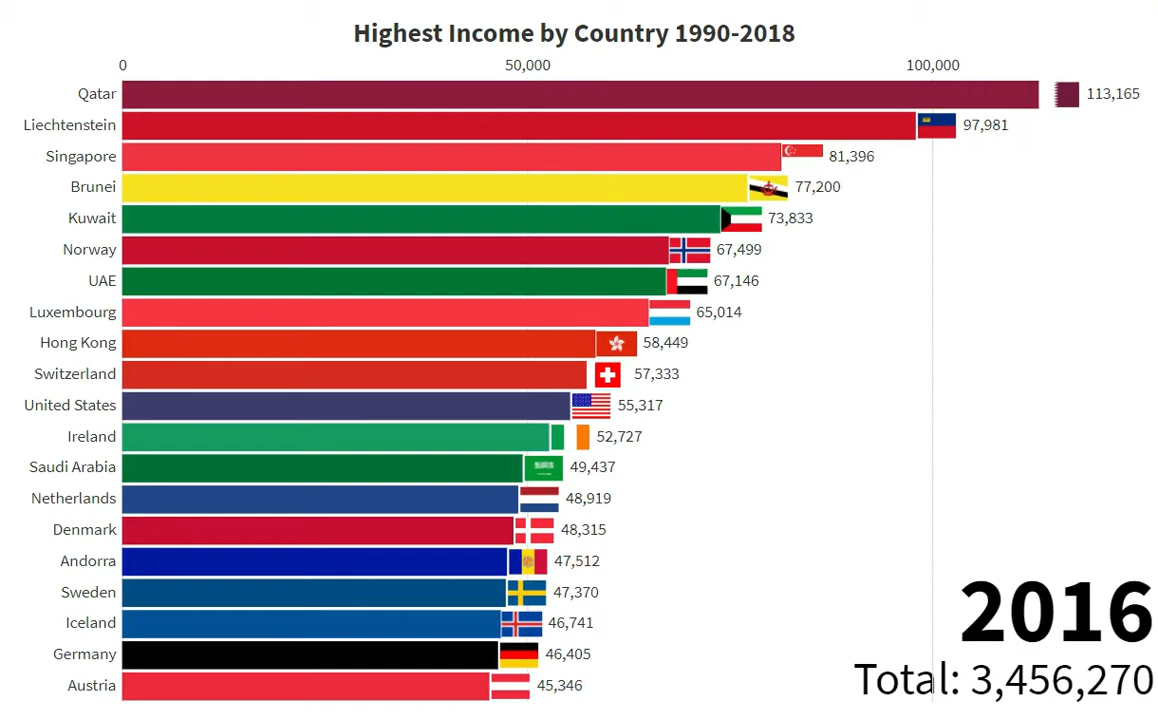 Highest Income by Country 1990-2018
0 50,000 100,000
Qatar 113,165
Liechtenstein 97,981
Singapore 81,396
Brunei 77,200
Kuwait 73,833
Norway 67,499
UAE 67,146
Luxembourg 65,014
Hong Kong 58,449
Switzerland 57,333
United States 55,317
Ireland 52,727
Saudi Arabia 49,437
Netherlands 48,919
Denmark 48,315
Andorra 47,512
Sweden 47,370
Iceland 46,741
Germany 46,405
Austria 45,346
2016
Total: 3,456,270